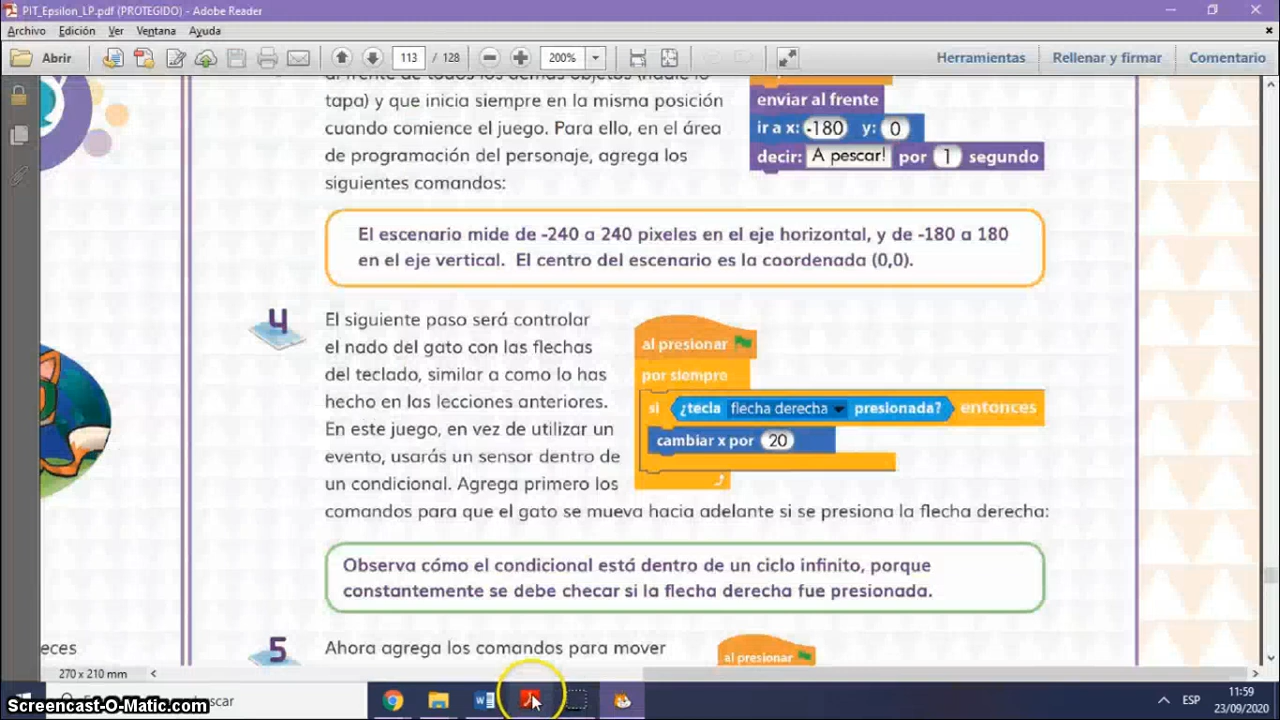 PIT_Epsilon_LP.pdf (PROTEGIDO) - Adobe Reader
Archivo Edición Ver Ventana Ayuda
Abrir 113 / 128 200% Herramientas Rellenar y firmar Comentario
al frente de todos los demás objetos (nadie lo
tapa) y que inicia siempre en la misma posición
cuando comience el juego. Para ello, en el área
de programación del personaje, agrega los
siguientes comandos:
enviar al frente
ir a x: -180 y: 0
decir: A pescar! por 1 segundo
El escenario mide de -240 a 240 pixeles en el eje horizontal, y de -180 a 180
en el eje vertical. El centro del escenario es la coordenada (0,0).
4
El siguiente paso será controlar
el nado del gato con las flechas
del teclado, similar a como lo has
hecho en las lecciones anteriores.
En este juego, en vez de utilizar un
evento, usarás un sensor dentro de
un condicional. Agrega primero los
comandos para que el gato se mueva hacia adelante si se presiona la flecha derecha:
al presionar
por siempre
si ¿tecla flecha derecha presionada? entonces
cambiar x por 20
Observa cómo el condicional está dentro de un ciclo infinito, porque
constantemente se debe checar si la flecha derecha fue presionada.
5
Ahora agrega los comandos para mover
al presionar
eces
270 x 210 mm
scar
ESP
11:59
23/09/2020
Screencast-O-Matic.com